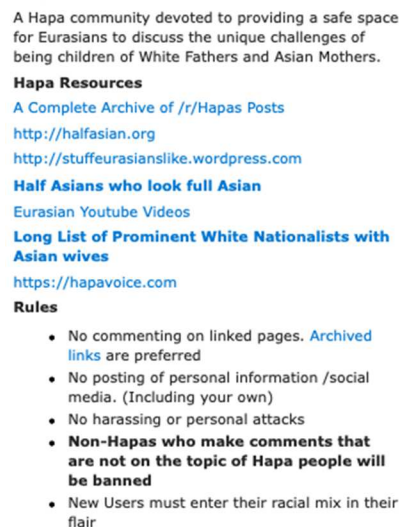 A Hapa community devoted to providing a safe space
for Eurasians to discuss the unique challenges of
being children of White Fathers and Asian Mothers.
Hapa Resources
A Complete Archive of /r/Hapas Posts
http://halfasian.org
http://stuffeurasianslike.wordpress.com
Half Asians who look full Asian
Eurasian Youtube Videos
Long List of Prominent White Nationalists with
Asian wives
https://hapavoice.com
Rules
• No commenting on linked pages. Archived
links are preferred
• No posting of personal information /social
media. (Including your own)
• No harassing or personal attacks
• Non-Hapas who make comments that
are not on the topic of Hapa people will
be banned
• New Users must enter their racial mix in their
flair